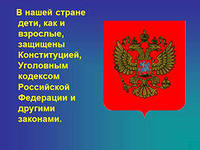 В нашей стране
дети, как и
взрослые,
защищены
Конституцией,
Уголовным
кодексом
Российской
Федерации и
другими
законами.